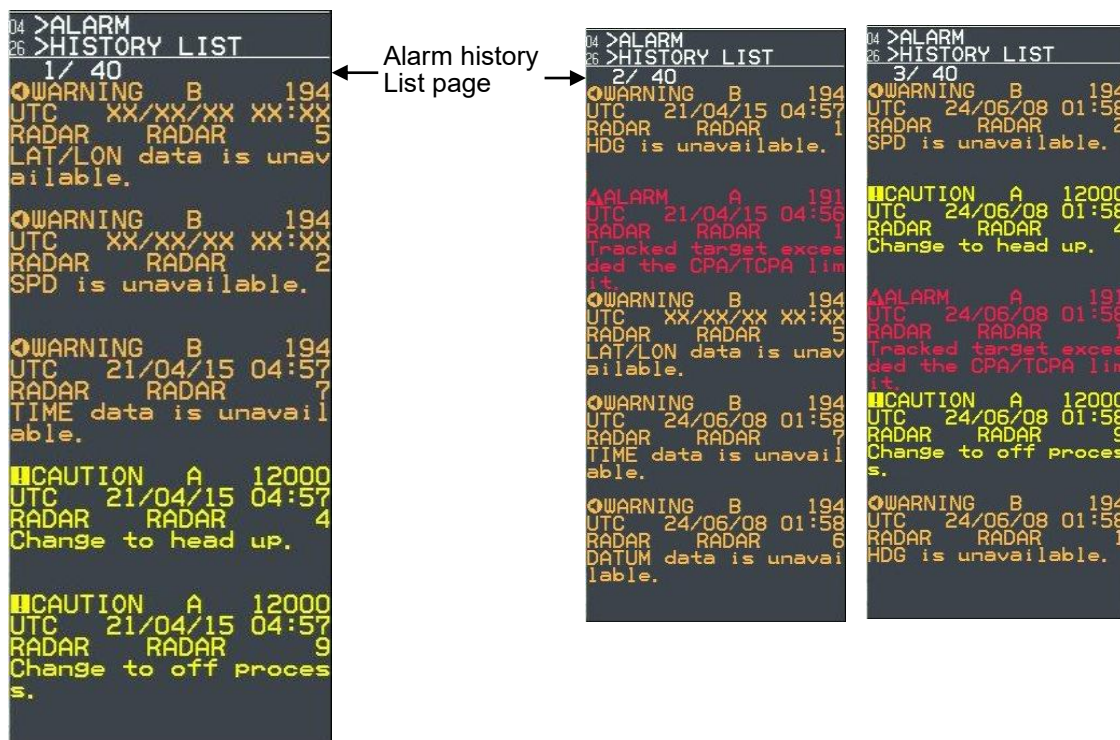 04 >ALARM
26 >HISTORY LIST
1/ 40
WARNING B 194
UTC XX/XX/XX XX:XX
RADAR RADAR 5
LAT/LON data is unav
ailable.
WARNING B 194
UTC XX/XX/XX XX:XX
RADAR RADAR 2
SPD is unavailable.
WARNING B 194
UTC 21/04/15 04:57
RADAR RADAR 7
TIME data is unavail
able.
CAUTION A 12000
UTC 21/04/15 04:57
RADAR RADAR 4
Change to head up.
CAUTION A 12000
UTC 21/04/15 04:57
RADAR RADAR 9
Change to off proces
s.
Alarm history
List page
04 >ALARM
26 >HISTORY LIST
2/ 40
WARNING B 194
UTC 21/04/15 04:57
RADAR RADAR 1
HDG is unavailable.
ALARM A 191
UTC 21/04/15 04:56
RADAR RADAR 1
Tracked target excee
ded the CPA/TCPA lim
it.
WARNING B 194
UTC XX/XX/XX XX:XX
RADAR RADAR 5
LAT/LON data is unav
ailable.
WARNING B 194
UTC 24/06/08 01:58
RADAR RADAR 7
TIME data is unavail
able.
WARNING B 194
UTC 24/06/08 01:58
RADAR RADAR 6
DATUM data is unavai
lable.
04 >ALARM
26 >HISTORY LIST
3/ 40
WARNING B 194
UTC 24/06/08 01:58
RADAR RADAR 2
SPD is unavailable.
CAUTION A 12000
UTC 24/06/08 01:58
RADAR RADAR 4
Change to head up.
ALARM A 191
UTC 24/06/08 01:58
RADAR RADAR 1
Tracked target excee
ded the CPA/TCPA lim
it.
CAUTION A 12000
UTC 24/06/08 01:58
RADAR RADAR 9
Change to off proces
s.
WARNING B 194
UTC 24/06/08 01:58
RADAR RADAR 1
HDG is unavailable.